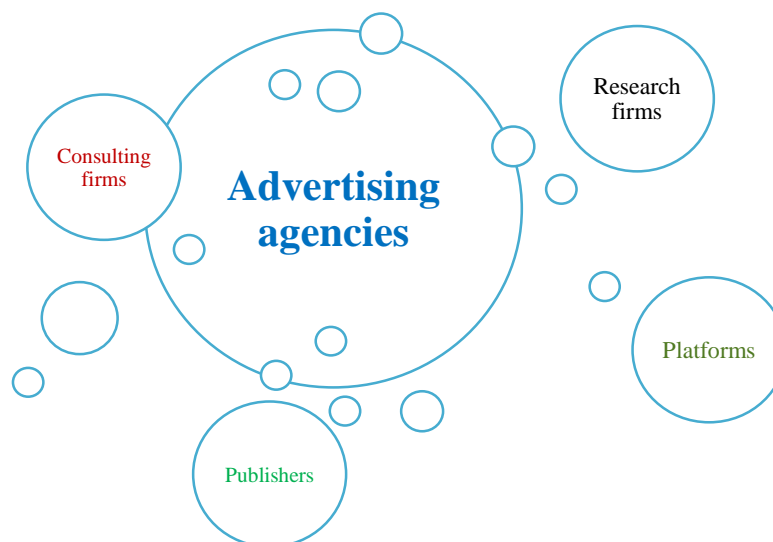 Research
firms
Consulting
firms
Advertising
agencies
Platforms
Publishers